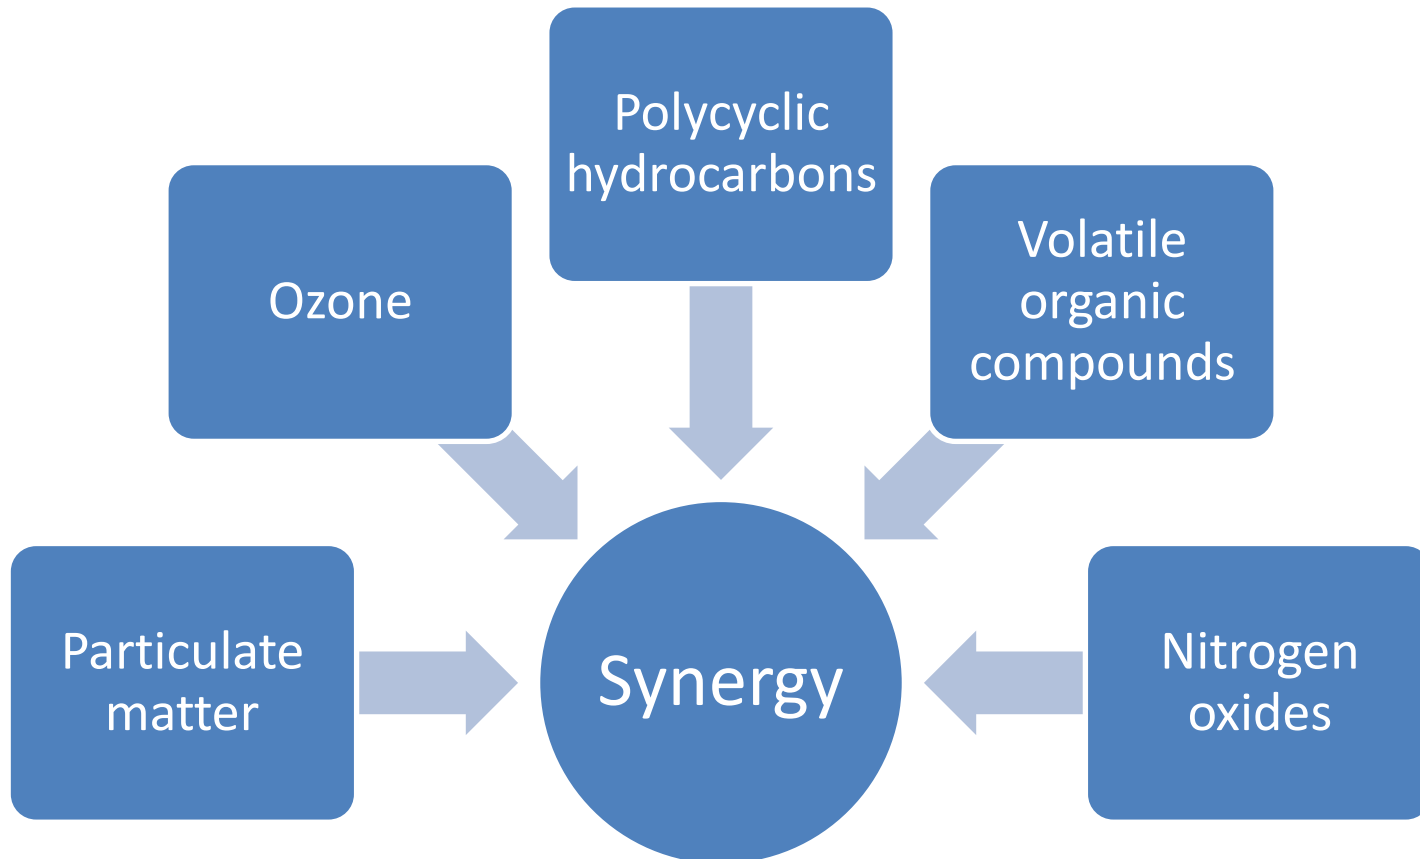 Polycyclic
hydrocarbons
Ozone
Volatile
organic
compounds
Particulate
matter
Synergy
Nitrogen
oxides